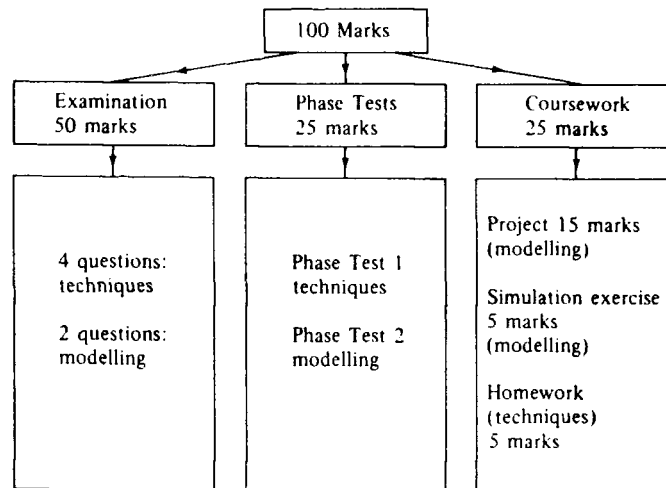 100 Marks
Examination
50 marks
Phase Tests
25 marks
Coursework
25 marks
4 questions:
techniques
2 questions:
modelling
Phase Test 1
techniques
Phase Test 2
modelling
Project 15 marks
(modelling)
Simulation exercise
5 marks
(modelling)
Homework
(techniques)
5 marks